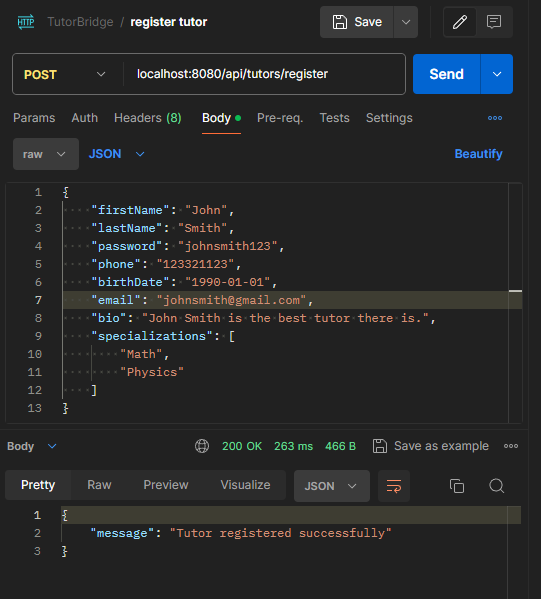 HTTP TutorBridge / register tutor Save
POST localhost:8080/api/tutors/register Send
Params Auth Headers (8) Body Pre-req. Tests Settings
raw JSON Beautify
1 {
2 "firstName": "John",
3 "lastName": "Smith",
4 "password": "johnsmith123",
5 "phone": "123321123",
6 "birthDate": "1990-01-01",
7 "email": "johnsmith@gmail.com",
8 "bio": "John Smith is the best tutor there is.",
9 "specializations": [
10 "Math",
11 "Physics"
12 ]
13 }
Body 200 OK 263 ms 466 B Save as example
Pretty Raw Preview Visualize JSON
1 {
2 "message": "Tutor registered successfully"
3 }